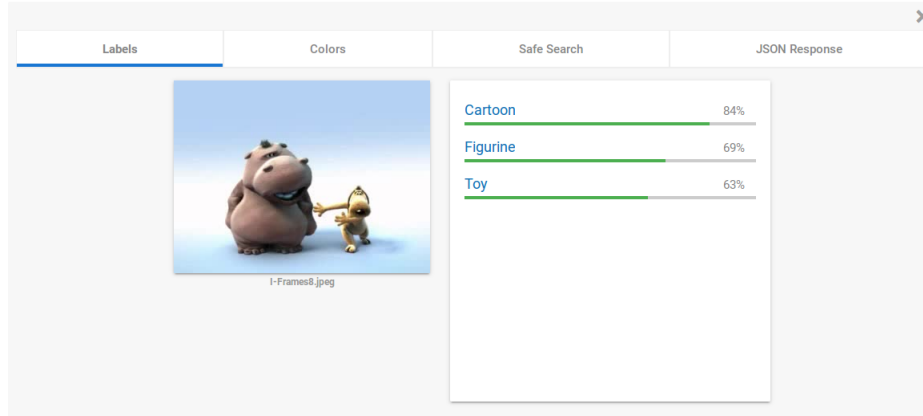 Labels
Colors
Safe Search
JSON Response
Cartoon 84%
Figurine 69%
Toy 63%
I-Frames8.jpeg